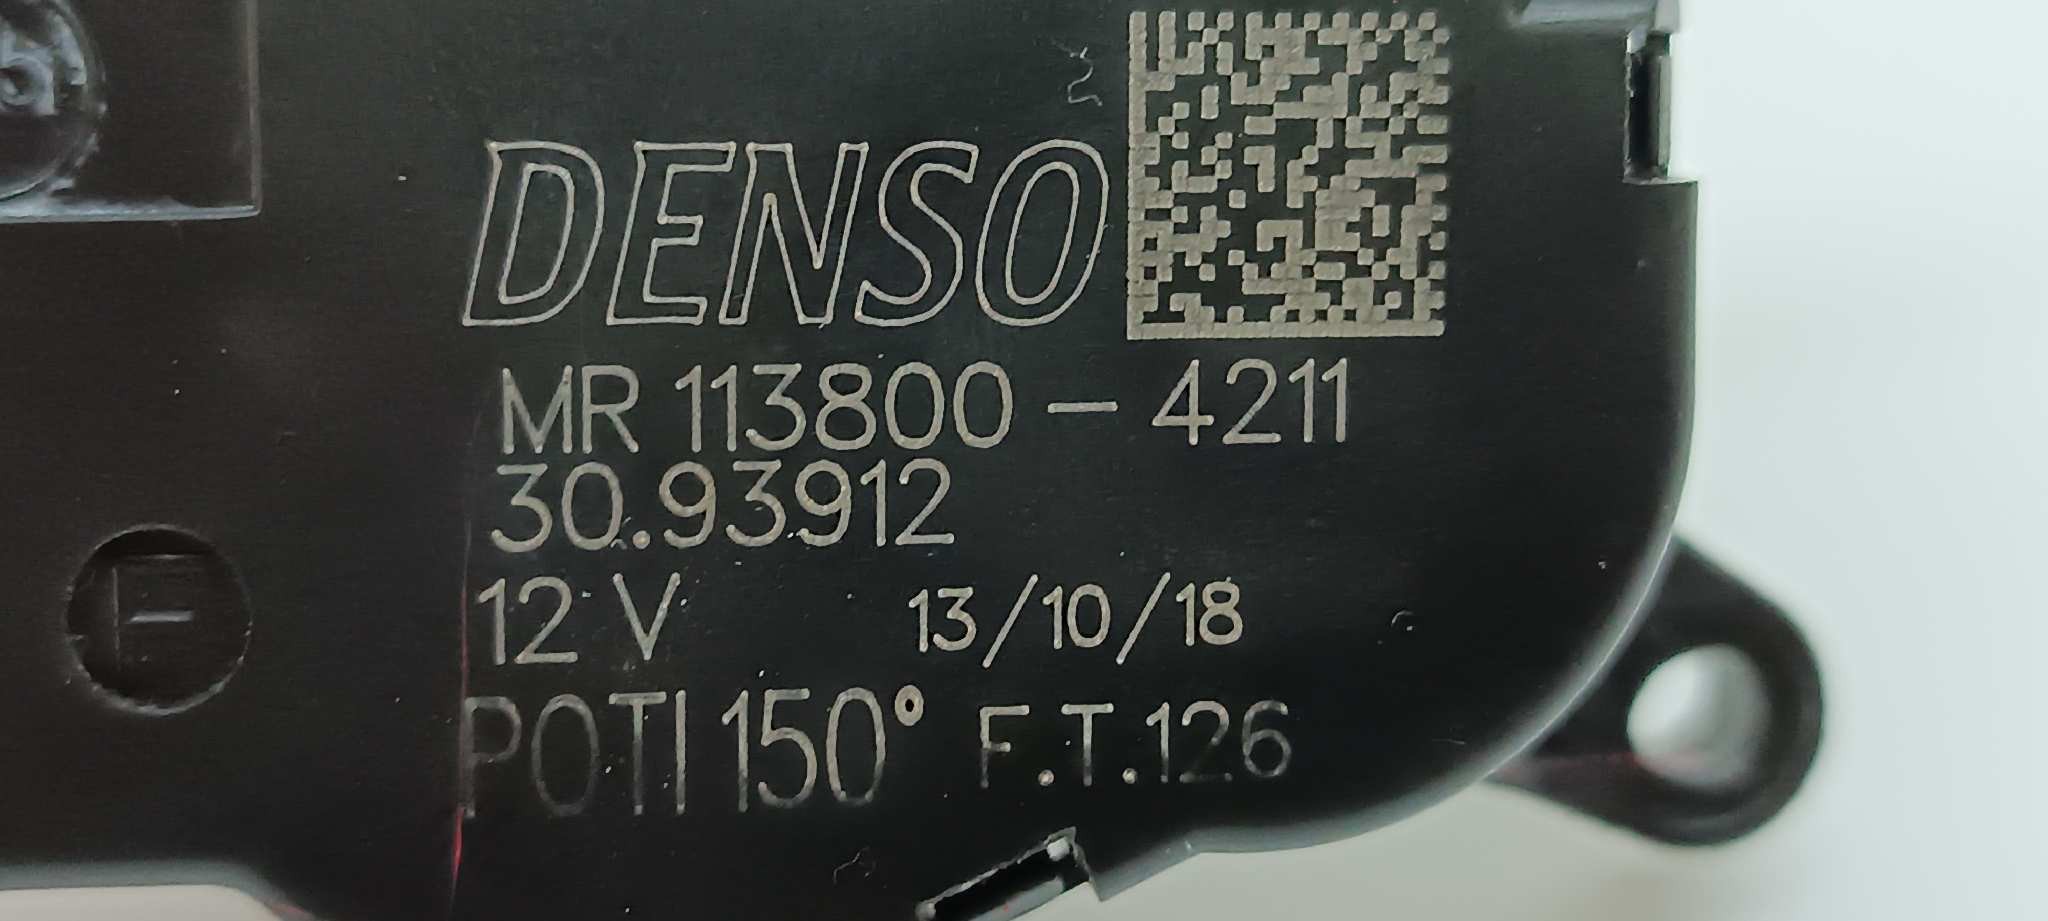 DENSO
MR 113800-4211
30.93912
12 V 13/10/18
POTI 150° F.T.126